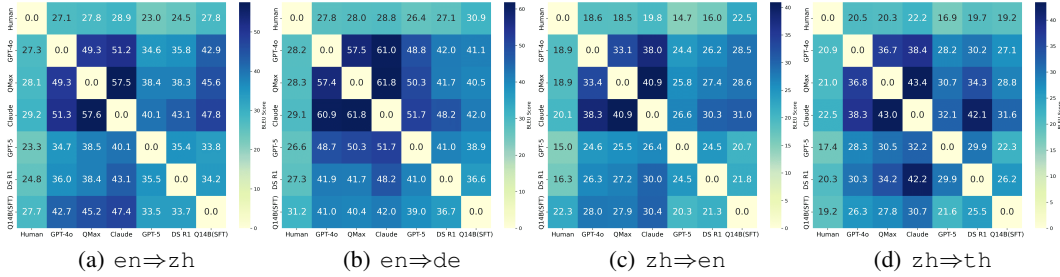 Human 0.0 27.1 27.8 28.9 23.0 24.5 27.8
GPT-4o 27.3 0.0 49.3 51.2 34.6 35.8 42.9
QMax 28.1 49.3 0.0 57.5 38.4 38.3 45.6
Claude 29.2 51.3 57.6 0.0 40.1 43.1 47.8
GPT-5 23.3 34.7 38.5 40.1 0.0 35.4 33.8
DS R1 24.8 36.0 38.4 43.1 35.5 0.0 34.2
Q14B(SFT) 27.7 42.7 45.2 47.4 33.5 33.7 0.0
Human GPT-4o QMax Claude GPT-5 DS R1 Q14B(SFT)
50
40
30
20
10
0
BLEU Score
(a) en⇒zh
Human 0.0 27.8 28.0 28.9 26.4 27.0 30.9
GPT-4o 28.2 0.0 57.5 61.0 48.8 42.0 41.1
QMax 28.3 57.4 0.0 61.8 50.3 41.7 40.5
Claude 29.1 60.9 61.8 0.0 51.7 48.2 42.0
GPT-5 26.6 48.7 50.3 51.7 0.0 41.0 38.9
DS R1 27.3 41.9 41.7 48.2 41.0 0.0 36.6
Q14B(SFT) 31.2 41.0 40.4 42.0 39.0 36.7 0.0
Human GPT-4o QMax Claude GPT-5 DS R1 Q14B(SFT)
60
50
40
30
20
10
0
BLEU Score
(b) en⇒de
Human 0.0 18.6 18.5 19.8 14.7 16.0 22.5
GPT-4o 18.9 0.0 33.1 38.0 24.4 26.2 28.5
QMax 18.9 33.4 0.0 40.9 25.8 27.4 28.6
Claude 20.1 38.3 40.9 0.0 26.6 30.3 31.0
GPT-5 15.0 24.6 25.5 26.4 0.0 24.5 20.7
DS R1 16.3 26.3 27.2 30.0 24.5 0.0 21.8
Q14B(SFT) 22.3 28.0 27.9 30.4 20.3 21.3 0.0
Human GPT-4o QMax Claude GPT-5 DS R1 Q14B(SFT)
40
35
30
25
20
15
10
5
0
BLEU Score
(c) zh⇒en
Human 0.0 20.5 20.3 22.2 16.9 19.7 19.2
GPT-4o 20.9 0.0 36.7 38.4 28.2 30.1 27.1
QMax 21.0 36.8 0.0 43.4 30.7 34.3 28.8
Claude 22.5 38.3 43.0 0.0 32.1 42.1 31.6
GPT-5 17.4 28.3 30.5 32.2 0.0 29.9 22.3
DS R1 20.3 30.3 34.2 42.2 29.9 0.0 26.2
Q14B(SFT) 19.2 26.3 27.8 30.7 21.6 25.5 0.0
Human GPT-4o QMax Claude GPT-5 DS R1 Q14B(SFT)
(d) zh⇒th